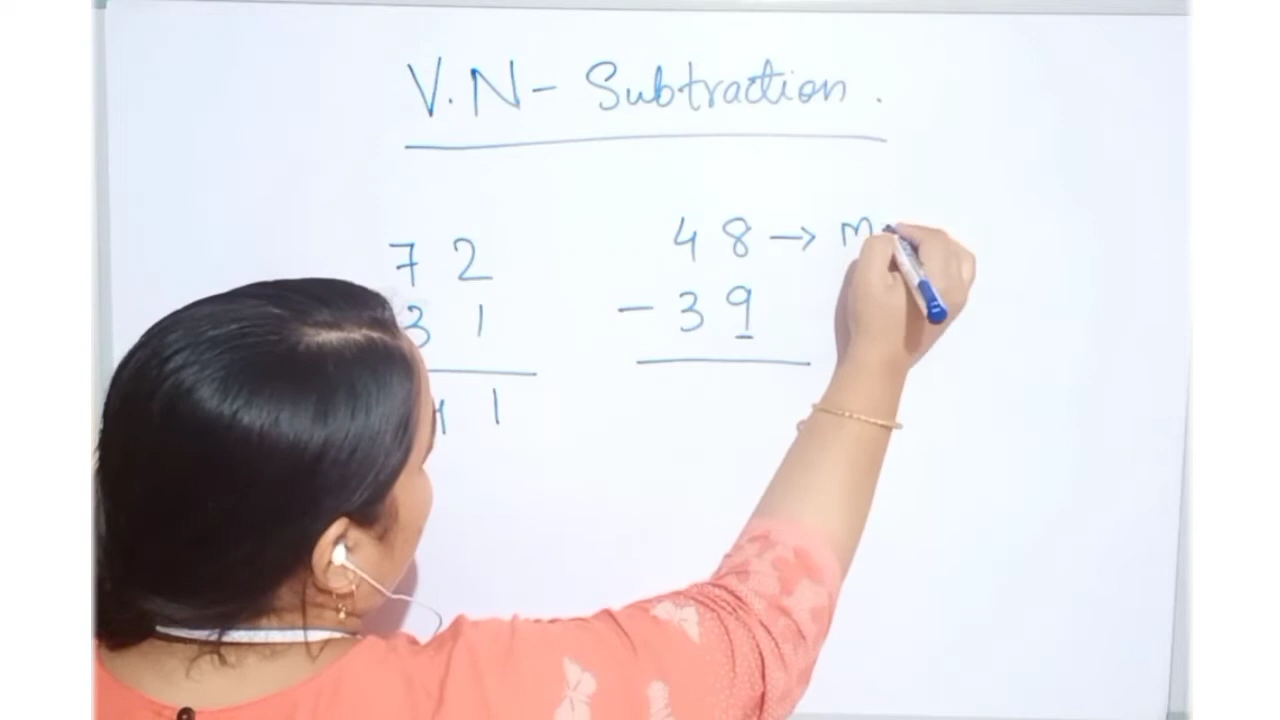 V.N - Subtraction.
7 2
3 1
1
4 8 → m
- 3 9